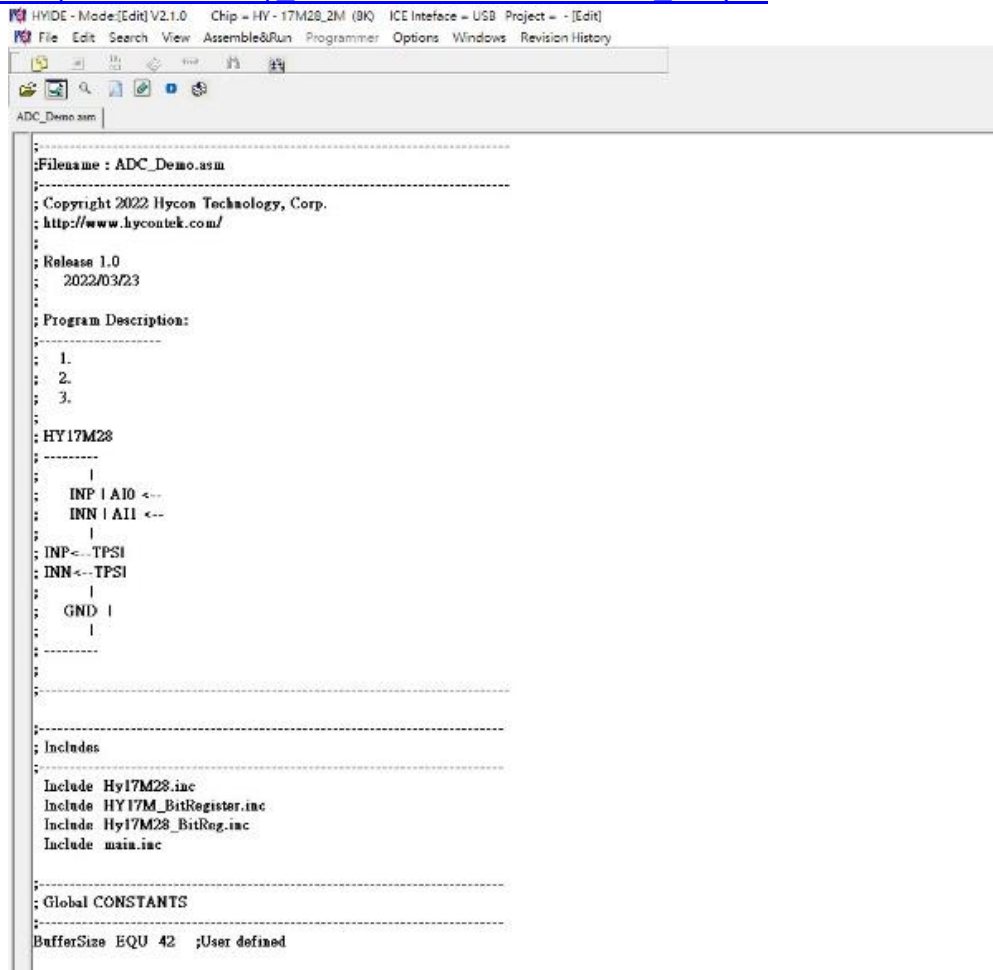 HYIDE - Mode:[Edit] V2.1.0 Chip = HY - 17M28_2M (8K) ICE Inteface = USB Project = - [Edit]
File Edit Search View Assemble&Run Programmer Options Windows Revision History
ADC_Demo.asm
;---------------------------------------------------------------------------
;Filename : ADC_Demo.asm
;---------------------------------------------------------------------------
; Copyright 2022 Hycon Technology, Corp.
; http://www.hycontek.com/
;
; Release 1.0
; 2022/03/23
;
; Program Description:
;--------------------
; 1.
; 2.
; 3.
;
; HY17M28
; ---------
; |
; INP | AI0 <--
; INN | AI1 <--
; |
; INP<--TPS|
; INN<--TPS|
; |
; GND |
; |
; ---------
;
;---------------------------------------------------------------------------
;---------------------------------------------------------------------------
; Includes
;---------------------------------------------------------------------------
Include Hy17M28.inc
Include HY17M_BitRegister.inc
Include Hy17M28_BitReg.inc
Include main.inc
;---------------------------------------------------------------------------
; Global CONSTANTS
;---------------------------------------------------------------------------
BufferSize EQU 42 ;User defined